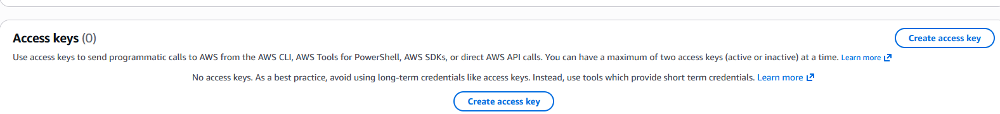 Access keys (0)
Create access key
Use access keys to send programmatic calls to AWS from the AWS CLI, AWS Tools for PowerShell, AWS SDKs, or direct AWS API calls. You can have a maximum of two access keys (active or inactive) at a time. Learn more
No access keys. As a best practice, avoid using long-term credentials like access keys. Instead, use tools which provide short term credentials. Learn more
Create access key